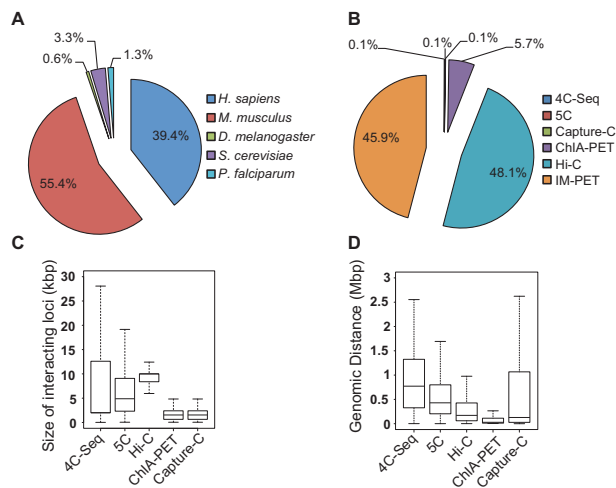 A
3.3%
0.6%
1.3%
39.4%
55.4%
H. sapiens
M. musculus
D. melanogaster
S. cerevisiae
P. falciparum
B
0.1%
0.1%
0.1%
5.7%
45.9%
48.1%
4C-Seq
5C
Capture-C
ChIA-PET
Hi-C
IM-PET
C
Size of interacting loci (kbp)
30
25
20
15
10
5
0
4C-Seq
5C
Hi-C
ChIA-PET
Capture-C
D
Genomic Distance (Mbp)
3
2.5
2
1.5
1
0.5
0
4C-Seq
5C
Hi-C
ChIA-PET
Capture-C